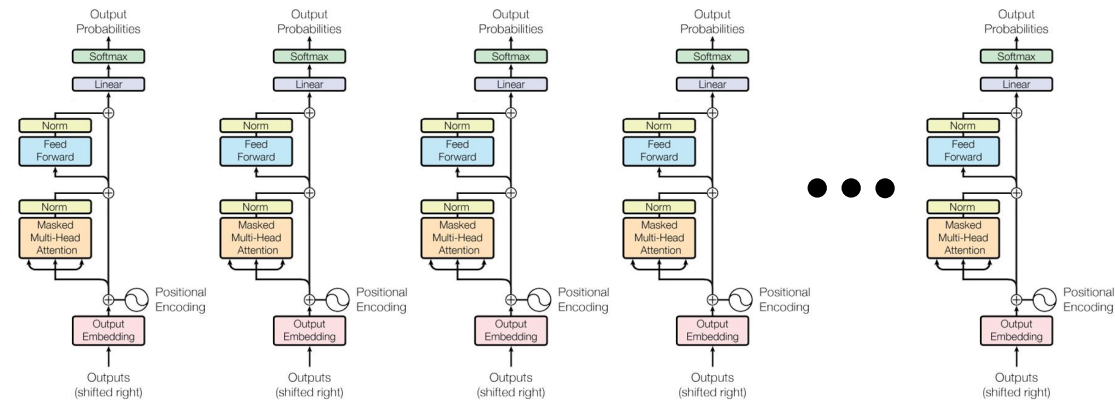 Output
Probabilities
Softmax
Linear
Norm
Feed
Forward
Norm
Masked
Multi-Head
Attention
Positional
Encoding
Output
Embedding
Outputs
(shifted right)
Output
Probabilities
Softmax
Linear
Norm
Feed
Forward
Norm
Masked
Multi-Head
Attention
Positional
Encoding
Output
Embedding
Outputs
(shifted right)
Output
Probabilities
Softmax
Linear
Norm
Feed
Forward
Norm
Masked
Multi-Head
Attention
Positional
Encoding
Output
Embedding
Outputs
(shifted right)
Output
Probabilities
Softmax
Linear
Norm
Feed
Forward
Norm
Masked
Multi-Head
Attention
Positional
Encoding
Output
Embedding
Outputs
(shifted right)
Output
Probabilities
Softmax
Linear
Norm
Feed
Forward
Norm
Masked
Multi-Head
Attention
Positional
Encoding
Output
Embedding
Outputs
(shifted right)